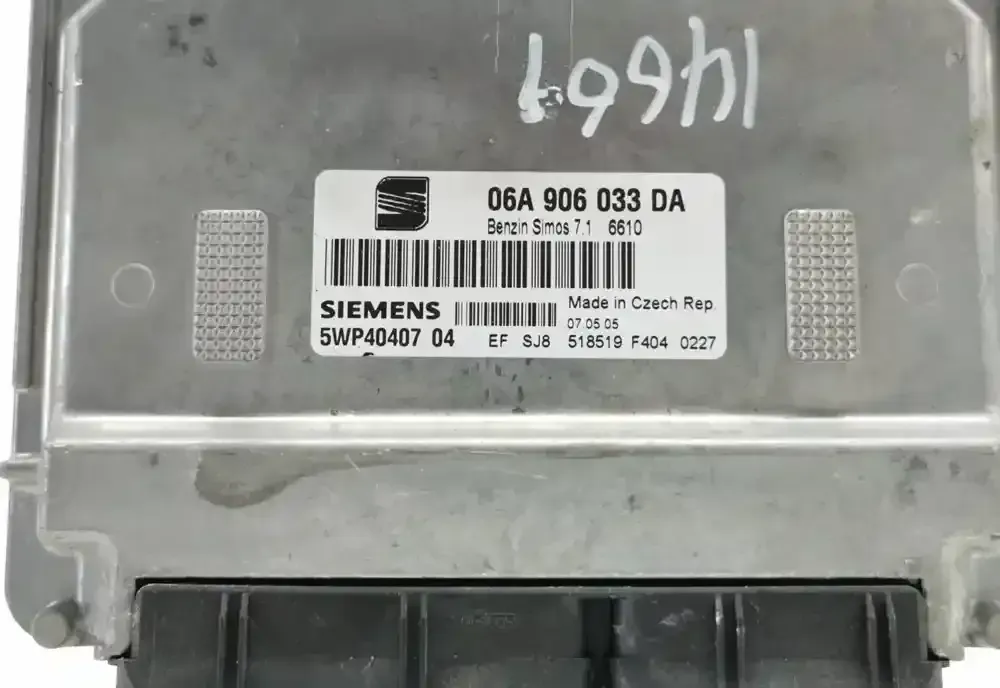 06A 906 033 DA
Benzin Simos 7.1 6610
SIEMENS
Made in Czech Rep.
07.05.05
5WP40407 04
EF SJ8 518519 F404 0227